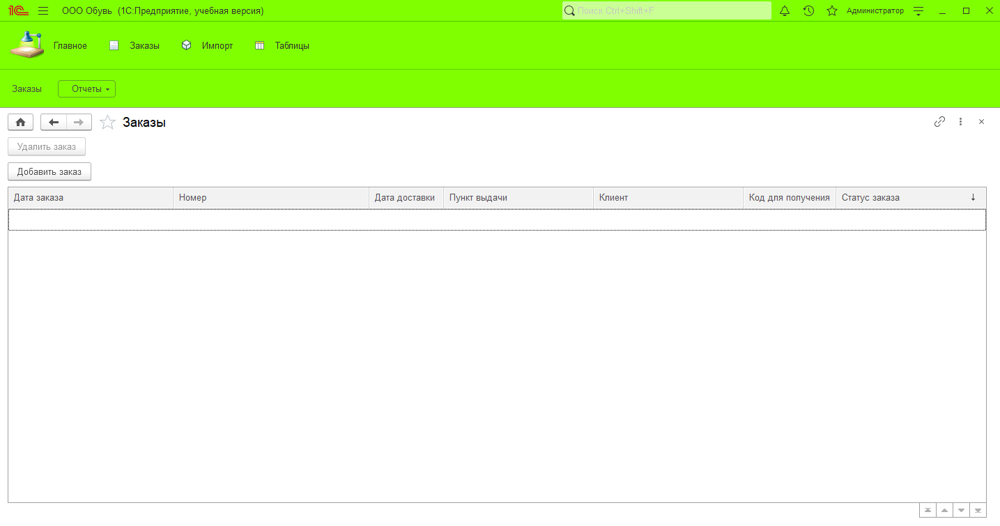 1С ООО Обувь (1С:Предприятие, учебная версия) Поиск Ctrl+Shift+F Администратор
Главное Заказы Импорт Таблицы
Заказы Отчеты
Заказы
Удалить заказ
Добавить заказ
Дата заказа Номер Дата доставки Пункт выдачи Клиент Код для получения Статус заказа